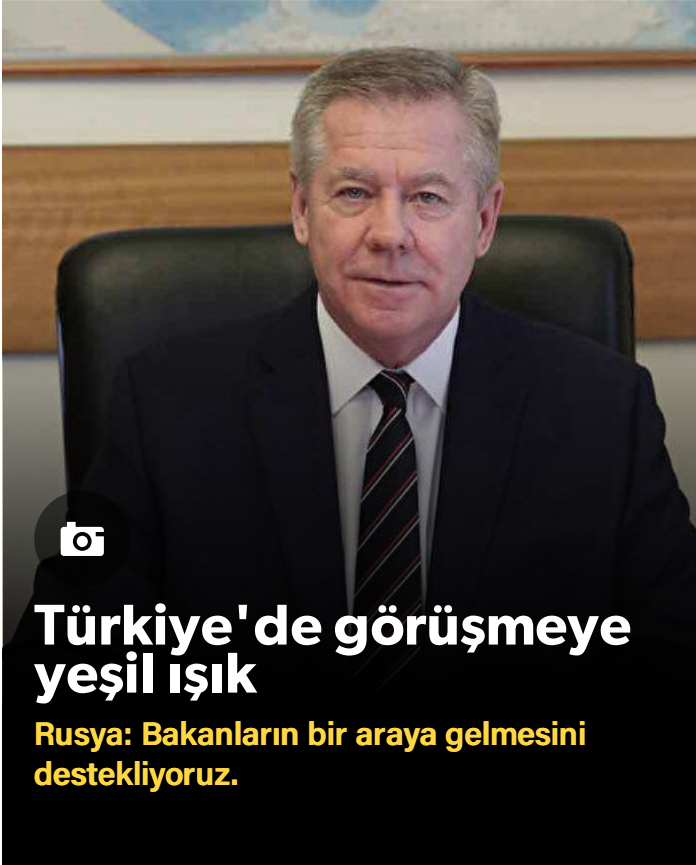 Türkiye'de görüşmeye
yeşil ışık
Rusya: Bakanların bir araya gelmesini
destekliyoruz.